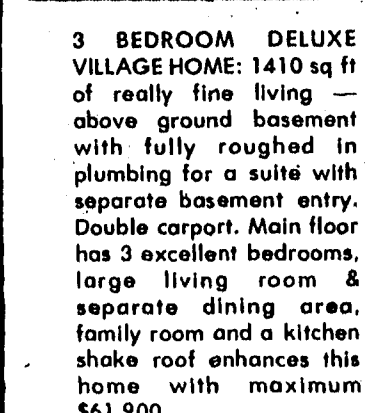 3 BEDROOM DELUXE
VILLAGE HOME: 1410 sq ft
of really fine living —
above ground basement
with fully roughed in
plumbing for a suite with
separate basement entry.
Double carport. Main floor
has 3 excellent bedrooms,
large living room &
separate dining area,
family room and a kitchen
shake roof enhances this
home with maximum
$61,900